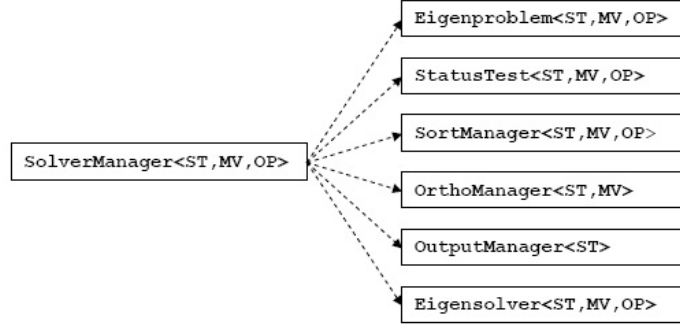 Eigenproblem<ST,MV,OP>
StatusTest<ST,MV,OP>
SortManager<ST,MV,OP>
SolverManager<ST,MV,OP>
OrthoManager<ST,MV>
OutputManager<ST>
Eigensolver<ST,MV,OP>